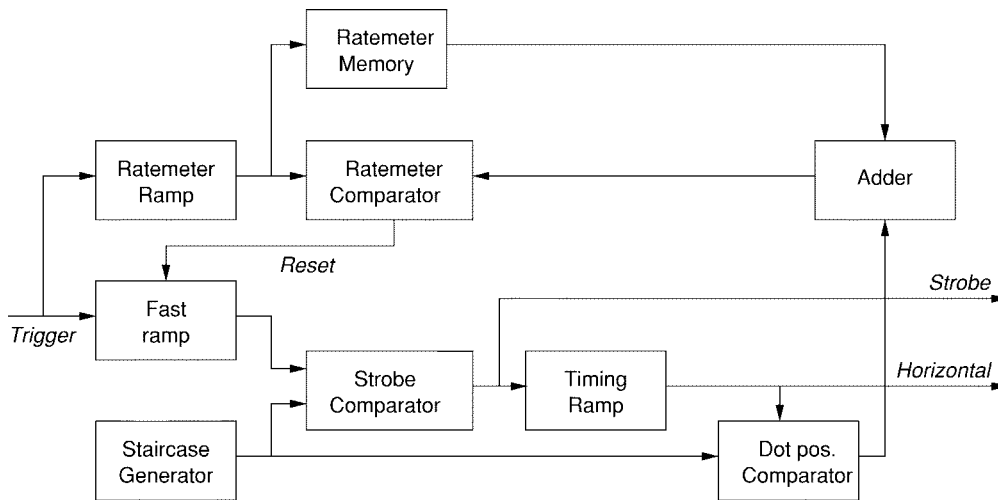 Ratemeter
Memory
Ratemeter
Ramp
Ratemeter
Comparator
Adder
Reset
Trigger
Fast
ramp
Strobe
Strobe
Comparator
Timing
Ramp
Horizontal
Staircase
Generator
Dot pos.
Comparator